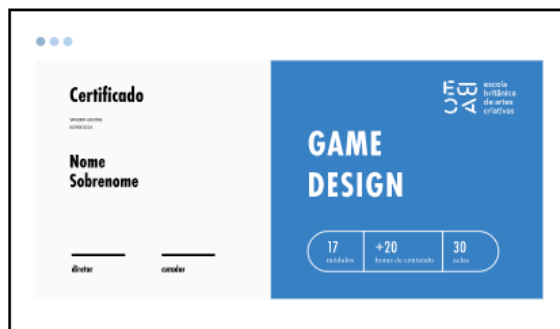 Certificado
Nome
Sobrenome
diretor
curador
escola
britânica
de artes
criativas
GAME
DESIGN
17
módulos
+20
horas de conteúdo
30
aulas